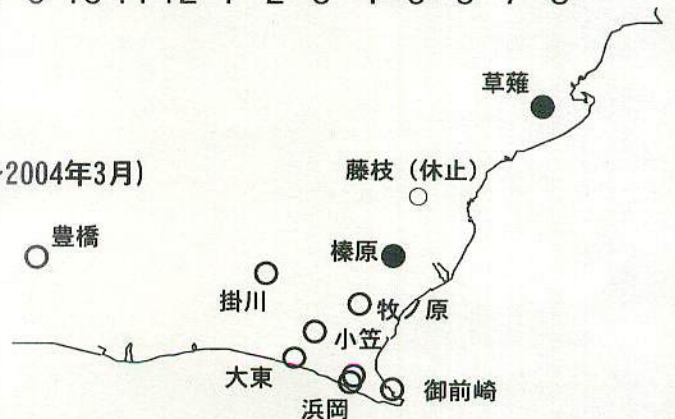 2004年3月)
草薙
藤枝（休止）
豊橋
榛原
掛川
牧ノ原
小笠
大東
御前崎
浜岡